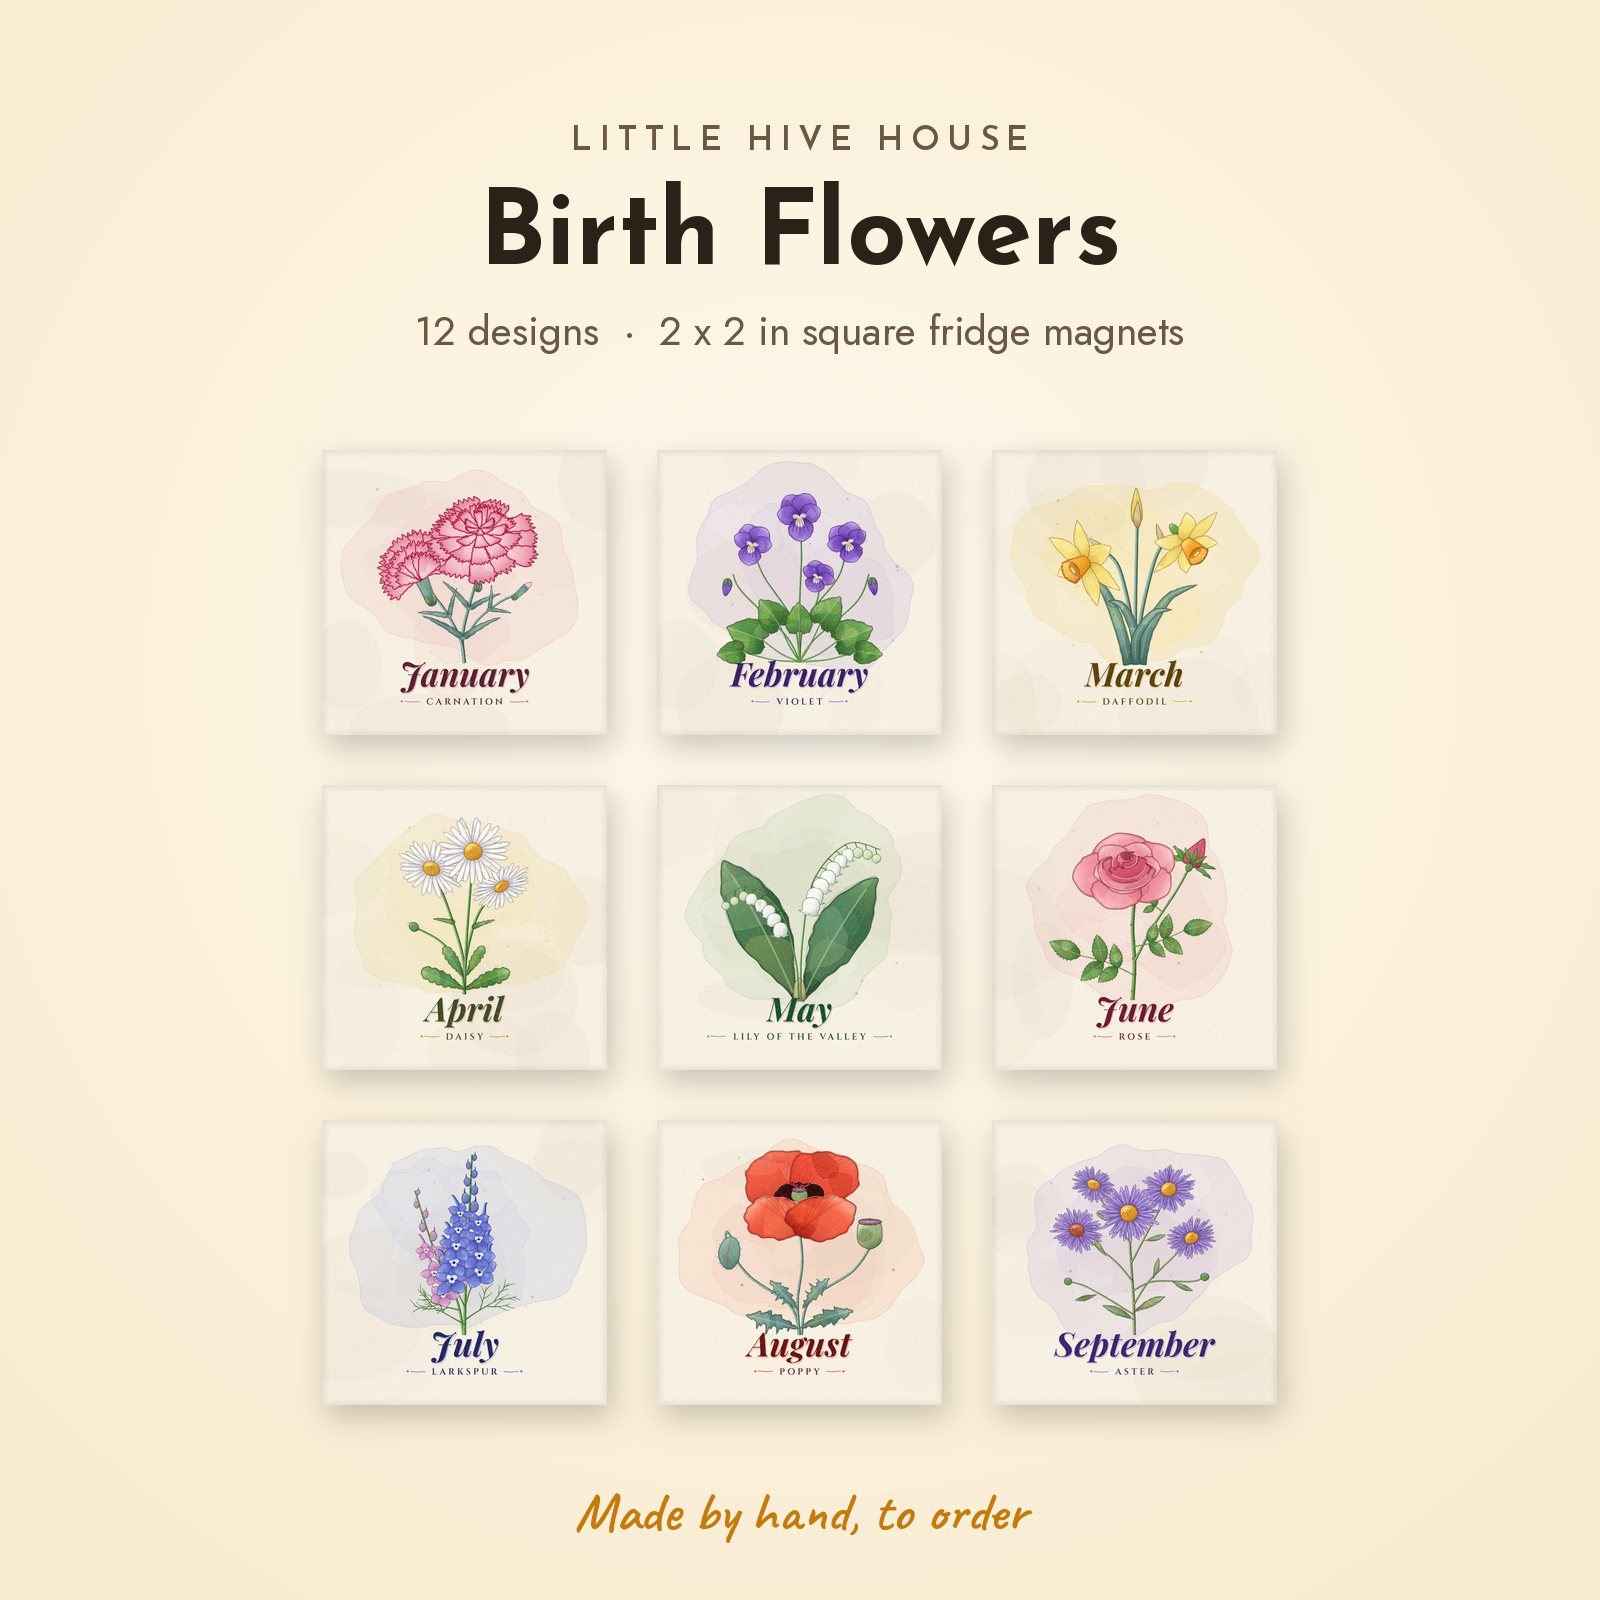 LITTLE HIVE HOUSE
Birth Flowers
12 designs · 2 x 2 in square fridge magnets
January
CARNATION
February
VIOLET
March
DAFFODIL
April
DAISY
May
LILY OF THE VALLEY
June
ROSE
July
LARKSPUR
August
POPPY
September
ASTER
Made by hand, to order